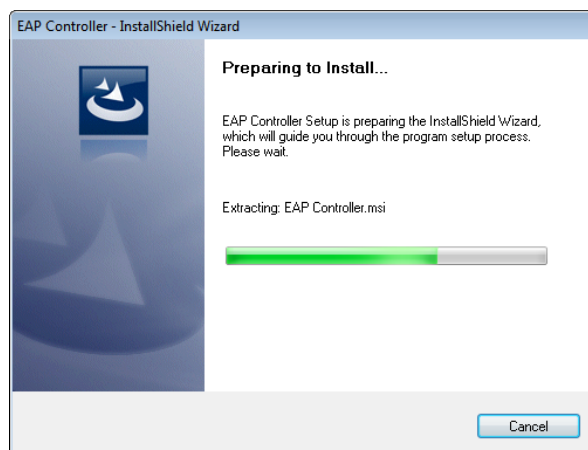 EAP Controller - InstallShield Wizard
Preparing to Install...
EAP Controller Setup is preparing the InstallShield Wizard,
which will guide you through the program setup process.
Please wait.
Extracting: EAP Controller.msi
Cancel